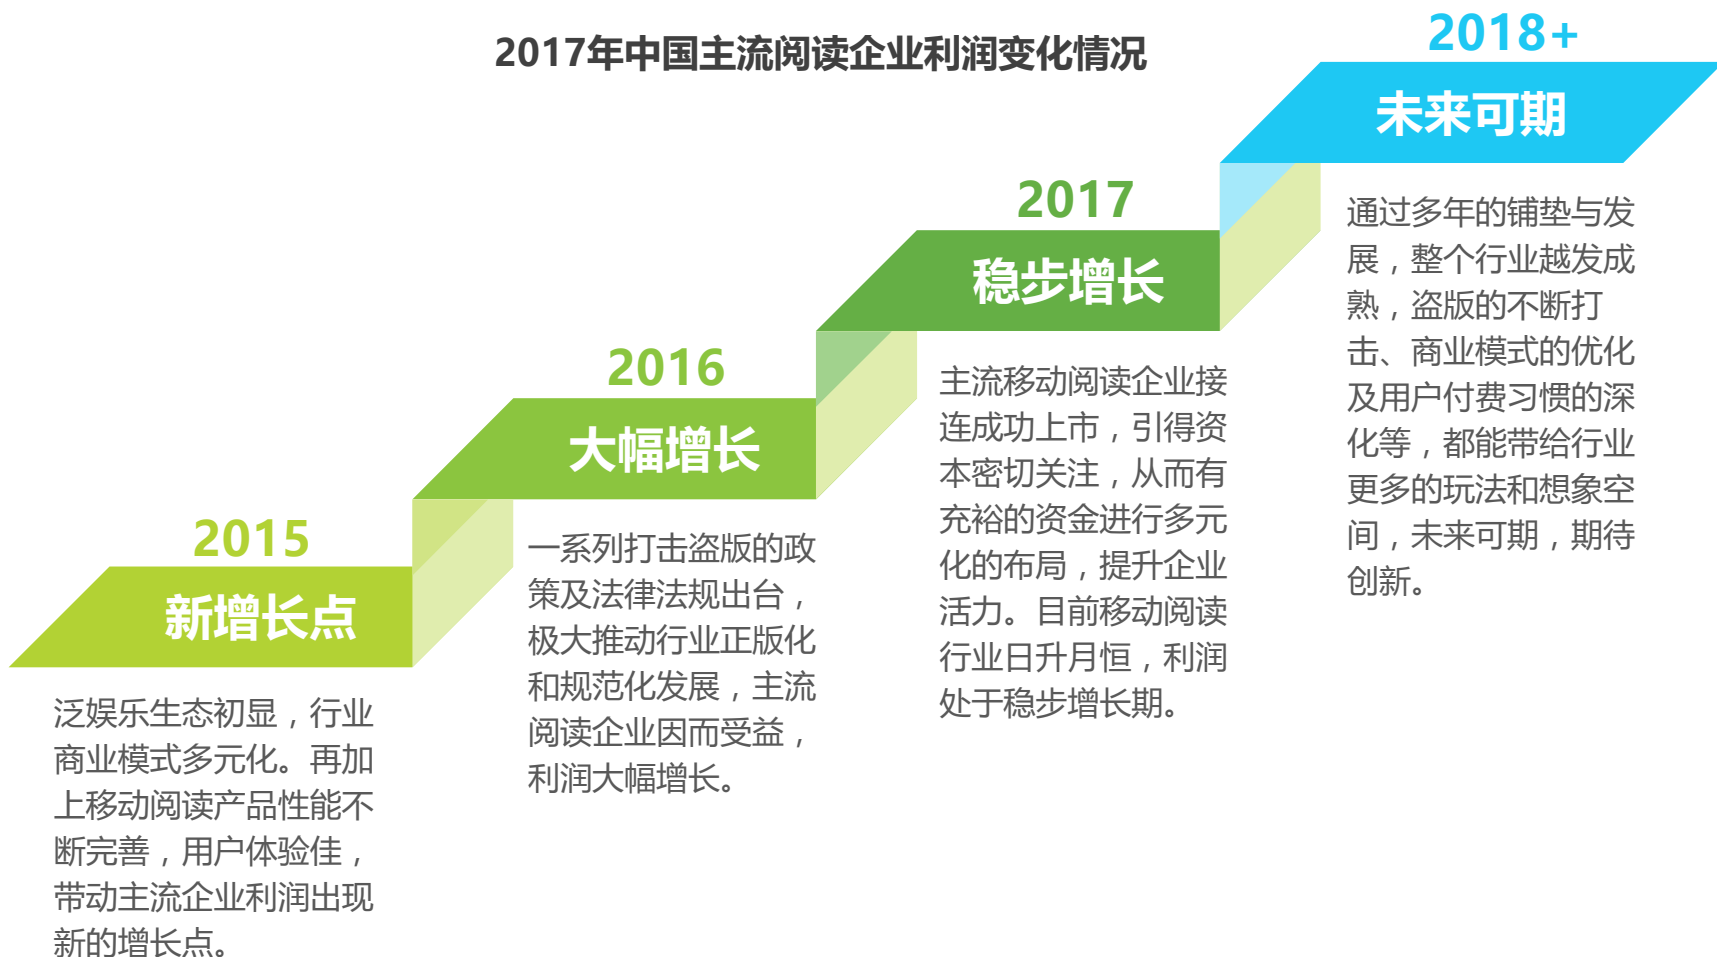 2017年中国主流阅读企业利润变化情况
2015
新增长点
泛娱乐生态初显，行业
商业模式多元化。再加
上移动阅读产品性能不
断完善，用户体验佳，
带动主流企业利润出现
新的增长点。
2016
大幅增长
一系列打击盗版的政
策及法律法规出台，
极大推动行业正版化
和规范化发展，主流
阅读企业因而受益，
利润大幅增长。
2017
稳步增长
主流移动阅读企业接
连成功上市，引得资
本密切关注，从而有
充裕的资金进行多元
化的布局，提升企业
活力。目前移动阅读
行业日升月恒，利润
处于稳步增长期。
2018+
未来可期
通过多年的铺垫与发
展，整个行业越发成
熟，盗版的不断打
击、商业模式的优化
及用户付费习惯的深
化等，都能带给行业
更多的玩法和想象空
间，未来可期，期待
创新。